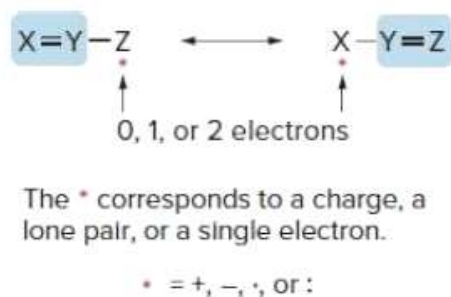 X=Y–Z ⟷ X–Y=Z
0, 1, or 2 electrons
The * corresponds to a charge, a
lone pair, or a single electron.
* = +, –, ·, or :